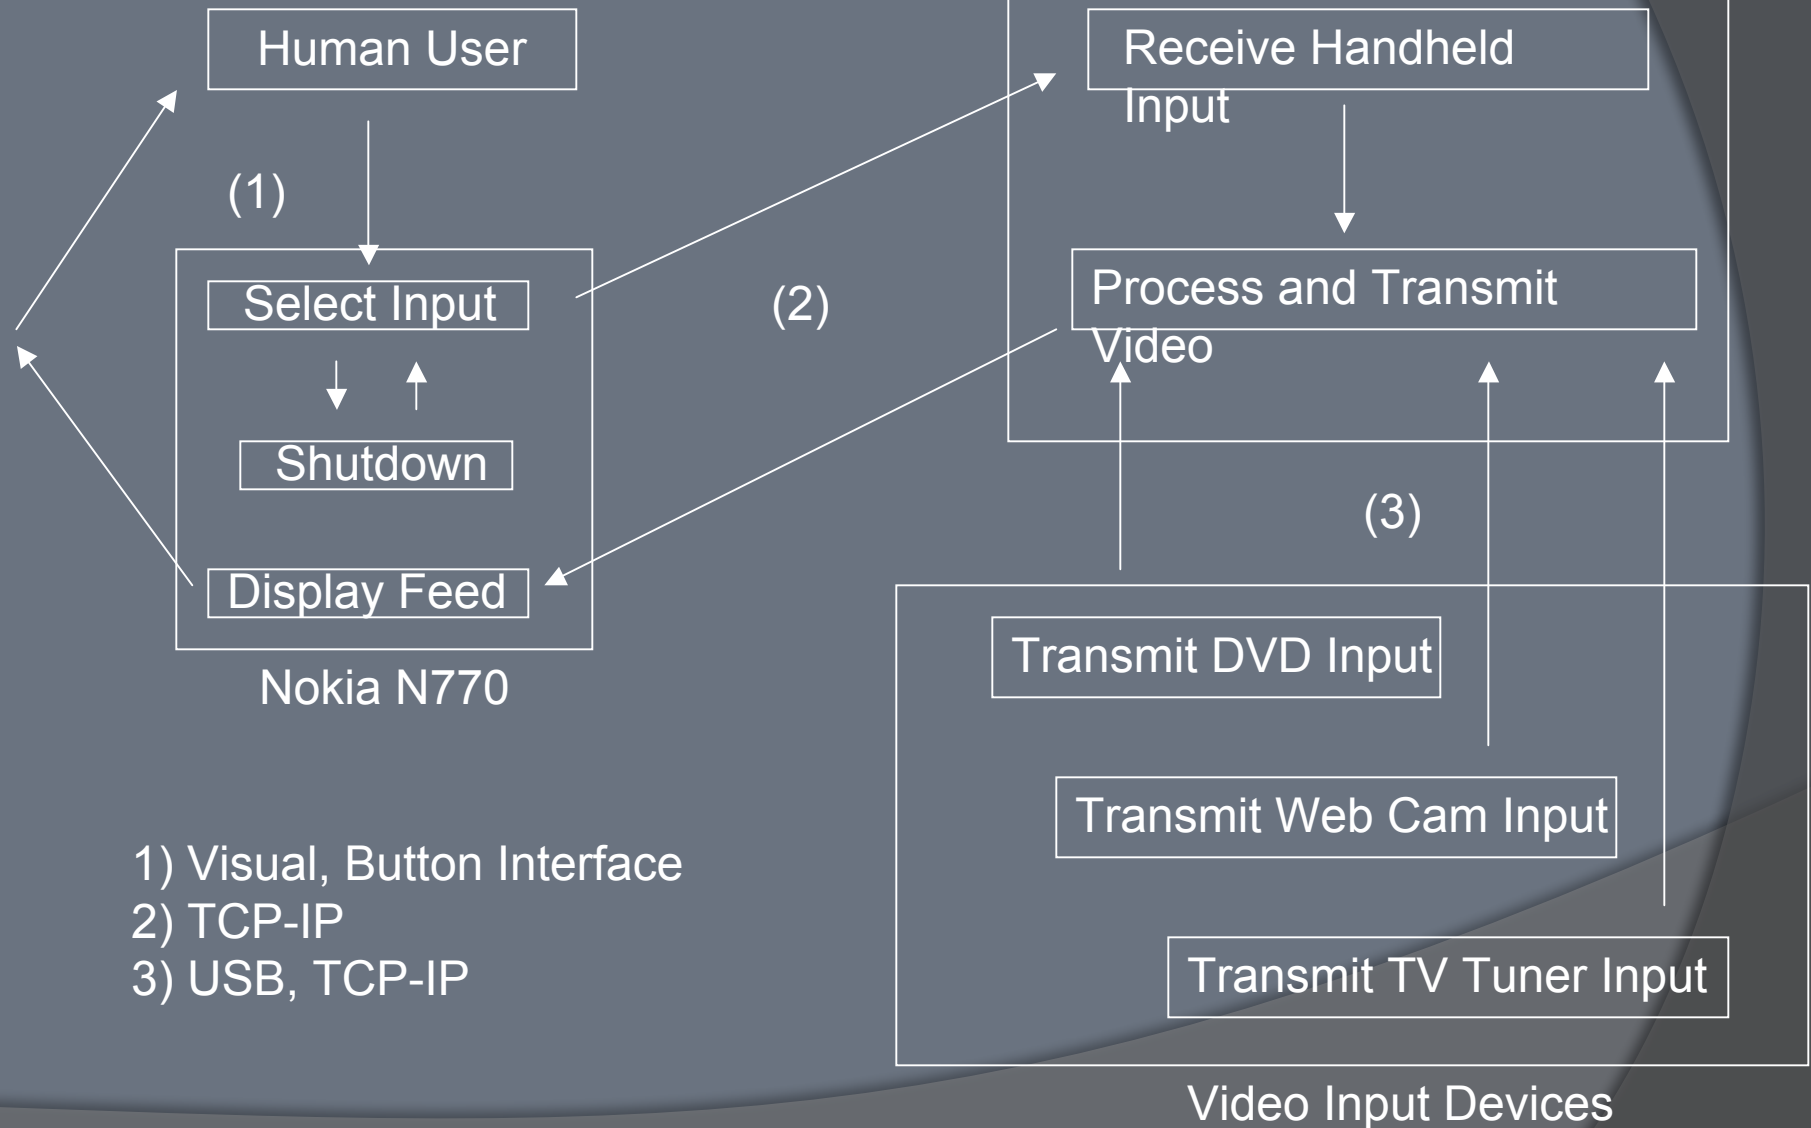 Human User
(1)
Select Input
Shutdown
Display Feed
Nokia N770
(2)
Receive Handheld
Input
Process and Transmit
Video
(3)
Transmit DVD Input
Transmit Web Cam Input
Transmit TV Tuner Input
Video Input Devices
1) Visual, Button Interface
2) TCP-IP
3) USB, TCP-IP